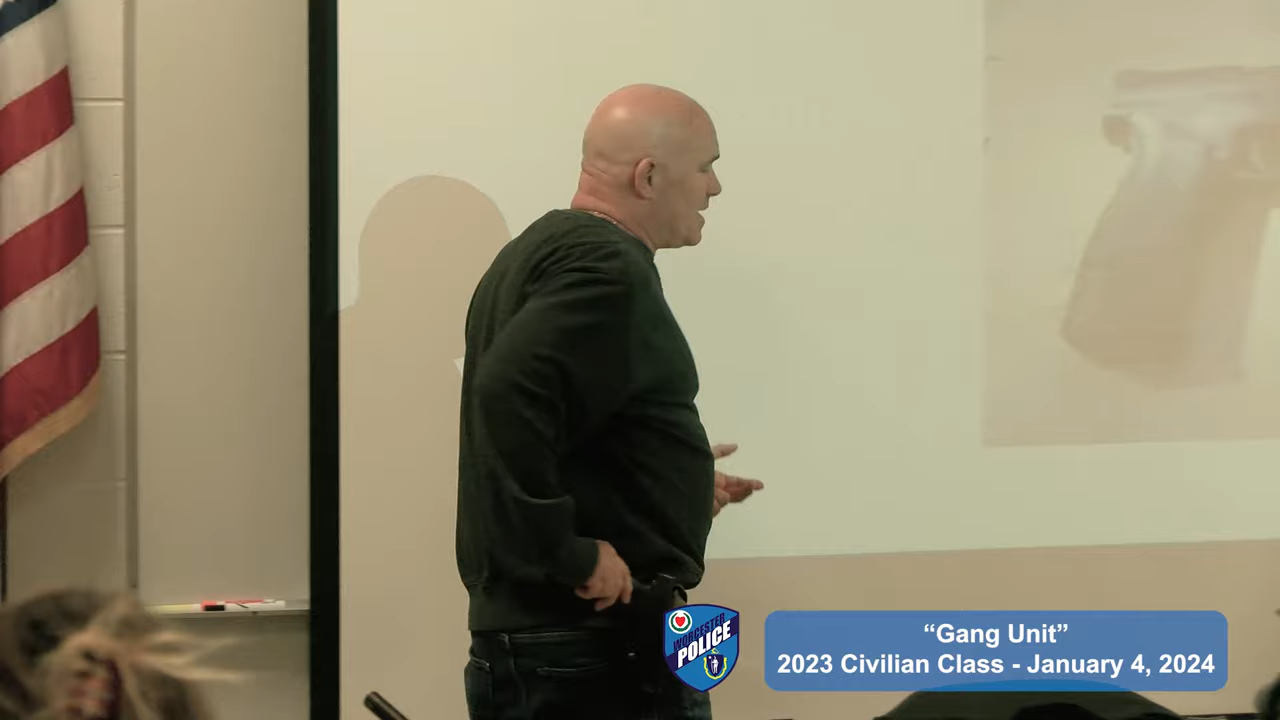 WORCESTER
POLICE
“Gang Unit”
2023 Civilian Class - January 4, 2024